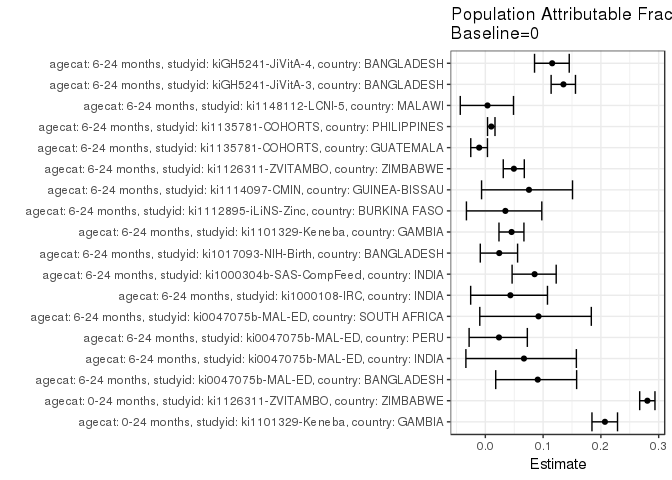 Population Attributable Frac
Baseline=0
agecat: 6-24 months, studyid: kiGH5241-JiVitA-4, country: BANGLADESH
agecat: 6-24 months, studyid: kiGH5241-JiVitA-3, country: BANGLADESH
agecat: 6-24 months, studyid: ki1148112-LCNI-5, country: MALAWI
agecat: 6-24 months, studyid: ki1135781-COHORTS, country: PHILIPPINES
agecat: 6-24 months, studyid: ki1135781-COHORTS, country: GUATEMALA
agecat: 6-24 months, studyid: ki1126311-ZVITAMBO, country: ZIMBABWE
agecat: 6-24 months, studyid: ki1114097-CMIN, country: GUINEA-BISSAU
agecat: 6-24 months, studyid: ki1112895-iLiNS-Zinc, country: BURKINA FASO
agecat: 6-24 months, studyid: ki1101329-Keneba, country: GAMBIA
agecat: 6-24 months, studyid: ki1017093-NIH-Birth, country: BANGLADESH
agecat: 6-24 months, studyid: ki1000304b-SAS-CompFeed, country: INDIA
agecat: 6-24 months, studyid: ki1000108-IRC, country: INDIA
agecat: 6-24 months, studyid: ki0047075b-MAL-ED, country: SOUTH AFRICA
agecat: 6-24 months, studyid: ki0047075b-MAL-ED, country: PERU
agecat: 6-24 months, studyid: ki0047075b-MAL-ED, country: INDIA
agecat: 6-24 months, studyid: ki0047075b-MAL-ED, country: BANGLADESH
agecat: 0-24 months, studyid: ki1126311-ZVITAMBO, country: ZIMBABWE
agecat: 0-24 months, studyid: ki1101329-Keneba, country: GAMBIA
0.0 0.1 0.2 0.3
Estimate